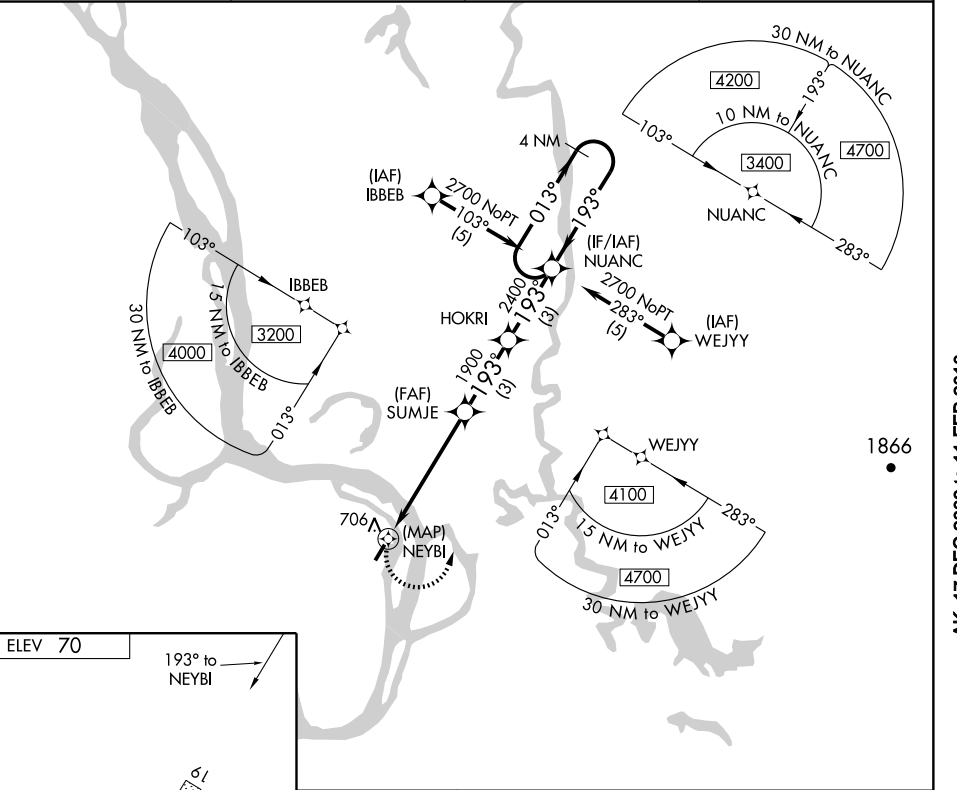 30 NM to NUANC
4200
193°
10 NM to NUANC
4700
103°
3400
NUANC
283°
4 NM
(IAF)
IBBEB
2700 NoPT
103°
(5)
013°
193°
(IF/IAF)
NUANC
2700 NoPT
283°
(5)
(IAF)
WEJYY
103°
IBBEB
15 NM to IBBEB
3200
30 NM to IBBEB
4000
013°
2400
193°
(3)
HOKRI
1900
193°
(3)
(FAF)
SUMJE
1866
WEJYY
4100
283°
013°
15 NM to WEJYY
4700
30 NM to WEJYY
706
(MAP)
NEYBI
ELEV 70
193° to
NEYBI
19